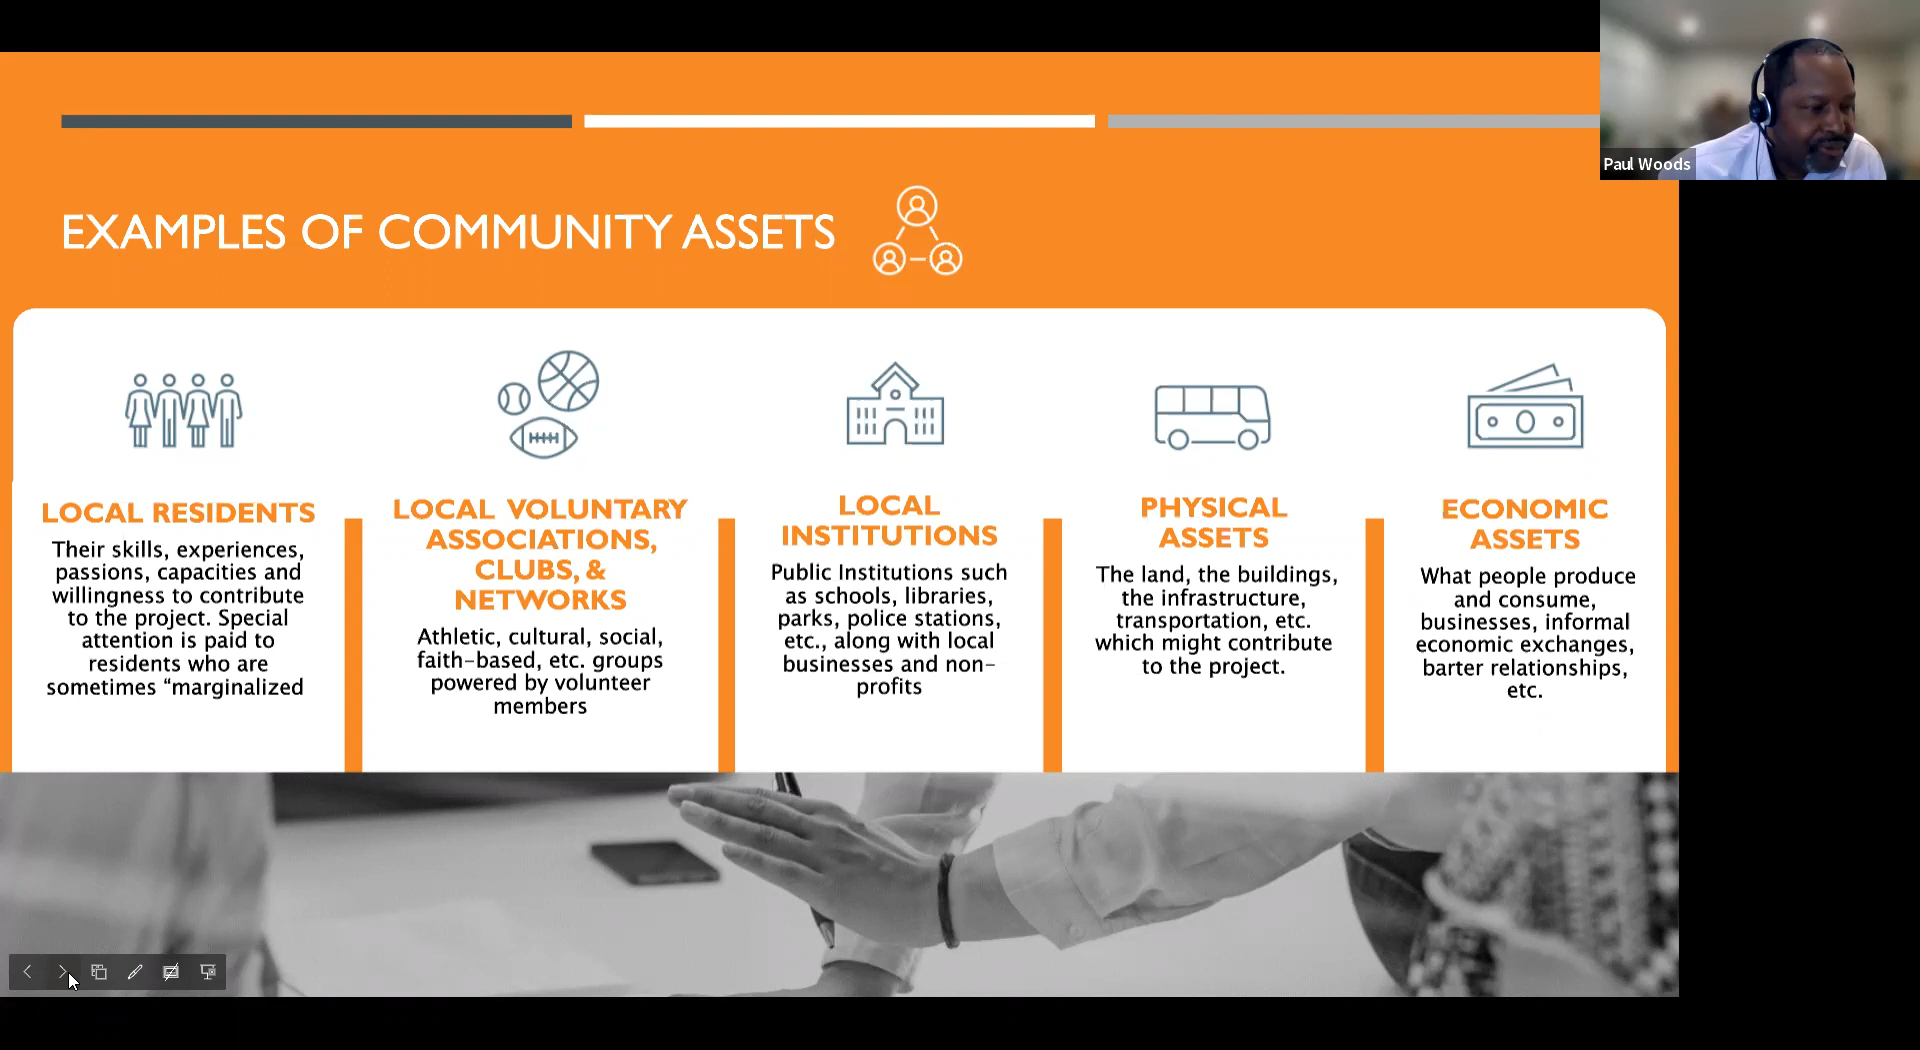 Paul Woods
EXAMPLES OF COMMUNITY ASSETS
LOCAL RESIDENTS
Their skills, experiences,
passions, capacities and
willingness to contribute
to the project. Special
attention is paid to
residents who are
sometimes “marginalized
LOCAL VOLUNTARY
ASSOCIATIONS,
CLUBS, &
NETWORKS
Athletic, cultural, social,
faith-based, etc. groups
powered by volunteer
members
LOCAL
INSTITUTIONS
Public Institutions such
as schools, libraries,
parks, police stations,
etc., along with local
businesses and non-
profits
PHYSICAL
ASSETS
The land, the buildings,
the infrastructure,
transportation, etc.
which might contribute
to the project.
ECONOMIC
ASSETS
What people produce
and consume,
businesses, informal
economic exchanges,
barter relationships,
etc.